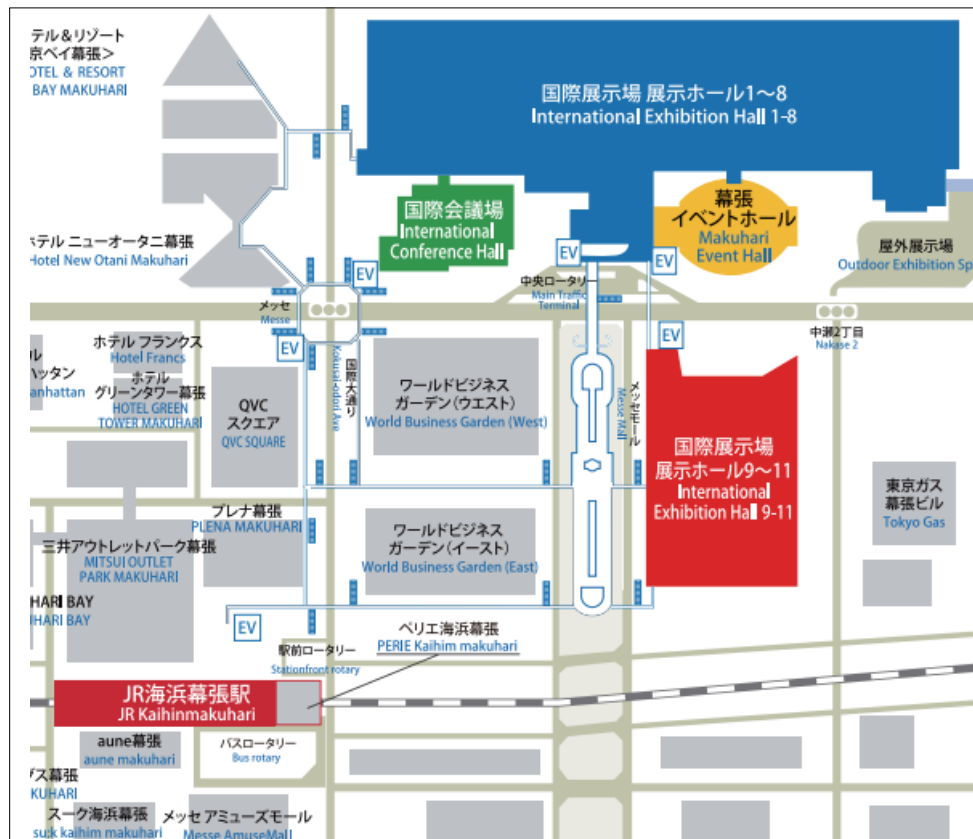 テル＆リゾート
京ベイ幕張＞
OTEL & RESORT
BAY MAKUHARI
国際展示場 展示ホール1〜8
International Exhibition Hall 1-8
国際会議場
International
Conference Hall
幕張
イベントホール
Makuhari
Event Hall
ホテル ニューオータニ幕張
Hotel New Otani Makuhari
屋外展示場
Outdoor Exhibition Sp
EV
EV
EV
中央ロータリー
Main Traffic
Terminal
メッセ
Messe
EV
EV
中瀬2丁目
Nakase 2
ホテル フランクス
Hotel Francs
ル
ハッタン
anhattan
ホテル
グリーンタワー幕張
HOTEL GREEN
TOWER MAKUHARI
QVC
スクエア
QVC SQUARE
国際大通り
Kokusai-odori Ave
ワールドビジネス
ガーデン（ウエスト）
World Business Garden (West)
メッセモール
Messe Mall
国際展示場
展示ホール9〜11
International
Exhibition Hall 9-11
東京ガス
幕張ビル
Tokyo Gas
プレナ幕張
PLENA MAKUHARI
三井アウトレットパーク幕張
MITSUI OUTLET
PARK MAKUHARI
ワールドビジネス
ガーデン（イースト）
World Business Garden (East)
HARI BAY
UHARI BAY
EV
駅前ロータリー
Stationfront rotary
ペリエ海浜幕張
PERIE Kaihim makuhari
JR海浜幕張駅
JR Kaihinmakuhari
aune幕張
aune makuhari
バスロータリー
Bus rotary
グス幕張
KUHARI
スーク海浜幕張
su:k kaihim makuhari
メッセ アミューズモール
Messe AmuseMall